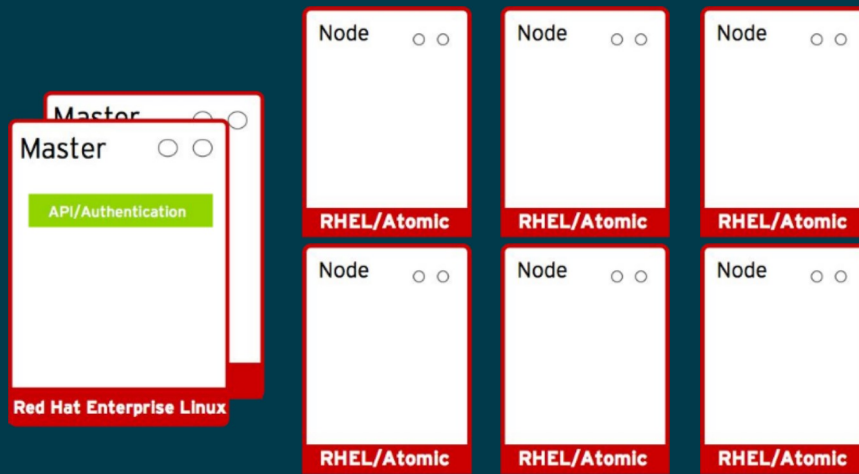 Master
Master
API/Authentication
Red Hat Enterprise Linux
Node
Node
Node
RHEL/Atomic
RHEL/Atomic
RHEL/Atomic
Node
Node
Node
RHEL/Atomic
RHEL/Atomic
RHEL/Atomic